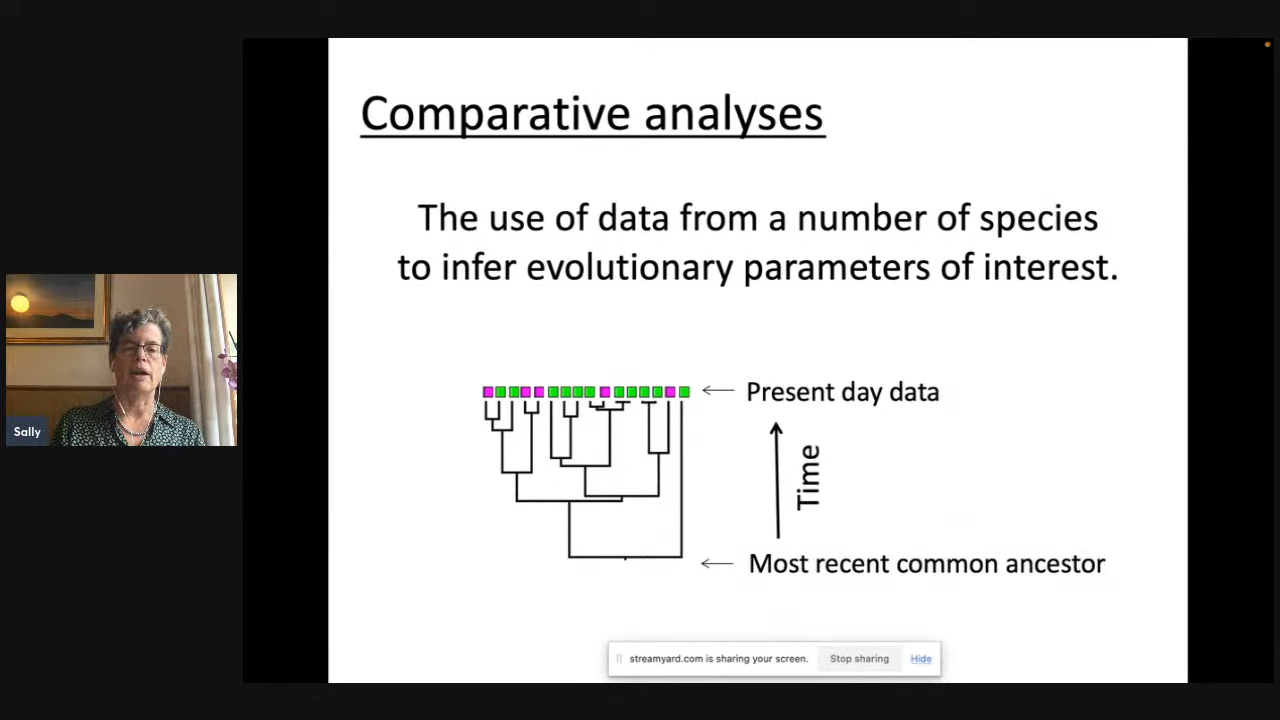 Comparative analyses
The use of data from a number of species
to infer evolutionary parameters of interest.
Present day data
Time
Most recent common ancestor
Sally
streamyard.com is sharing your screen. Stop sharing Hide